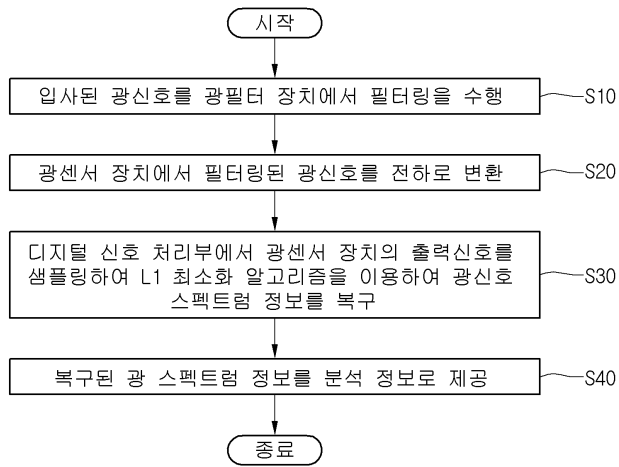 시작
입사된 광신호를 광필터 장치에서 필터링을 수행
S10
광센서 장치에서 필터링된 광신호를 전하로 변환
S20
디지털 신호 처리부에서 광센서 장치의 출력신호를
샘플링하여 L1 최소화 알고리즘을 이용하여 광신호
스펙트럼 정보를 복구
S30
복구된 광 스펙트럼 정보를 분석 정보로 제공
S40
종료